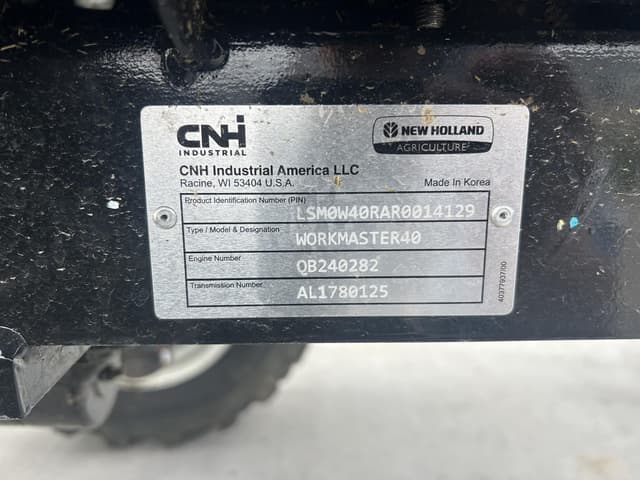 CNH
INDUSTRIAL
NEW HOLLAND
AGRICULTURE
CNH Industrial America LLC
Racine, WI 53404 U.S.A.
Made In Korea
Product Identification Number (PIN)
LSM0W40RAR0014129
Type / Model & Designation
WORKMASTER40
Engine Number
QB240282
Transmission Number
AL1780125